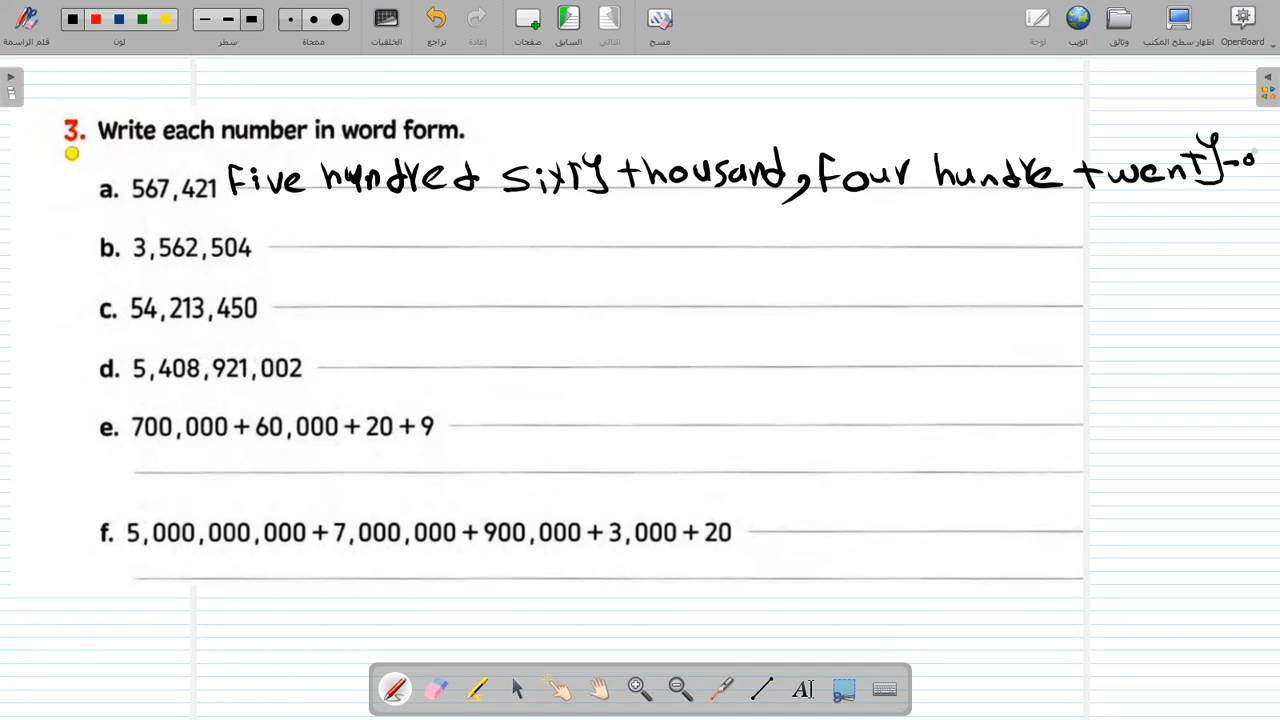 قلم الراسمة
لون
سطر
ممحاة
الخلفيات
تراجع
إعادة
صفحات
السابق
التالي
مسح
لوحة
الويب
وثائق
اظهار سطح المكتب
OpenBoard
3. Write each number in word form.
a. 567,421 Five hundred sixty thousand, four hundre twenty-o
b. 3,562,504
c. 54,213,450
d. 5,408,921,002
e. 700,000 + 60,000 + 20 + 9
f. 5,000,000,000 + 7,000,000 + 900,000 + 3,000 + 20